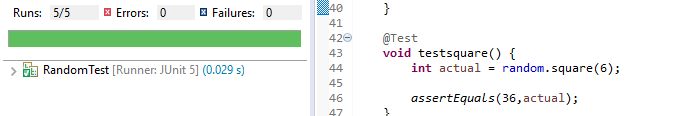 Runs: 5/5 Errors: 0 Failures: 0
RandomTest [Runner: JUnit 5] (0.029 s)
40 }
41
42 @Test
43 void testsquare() {
44 int actual = random.square(6);
45
46 assertEquals(36,actual);
47 }